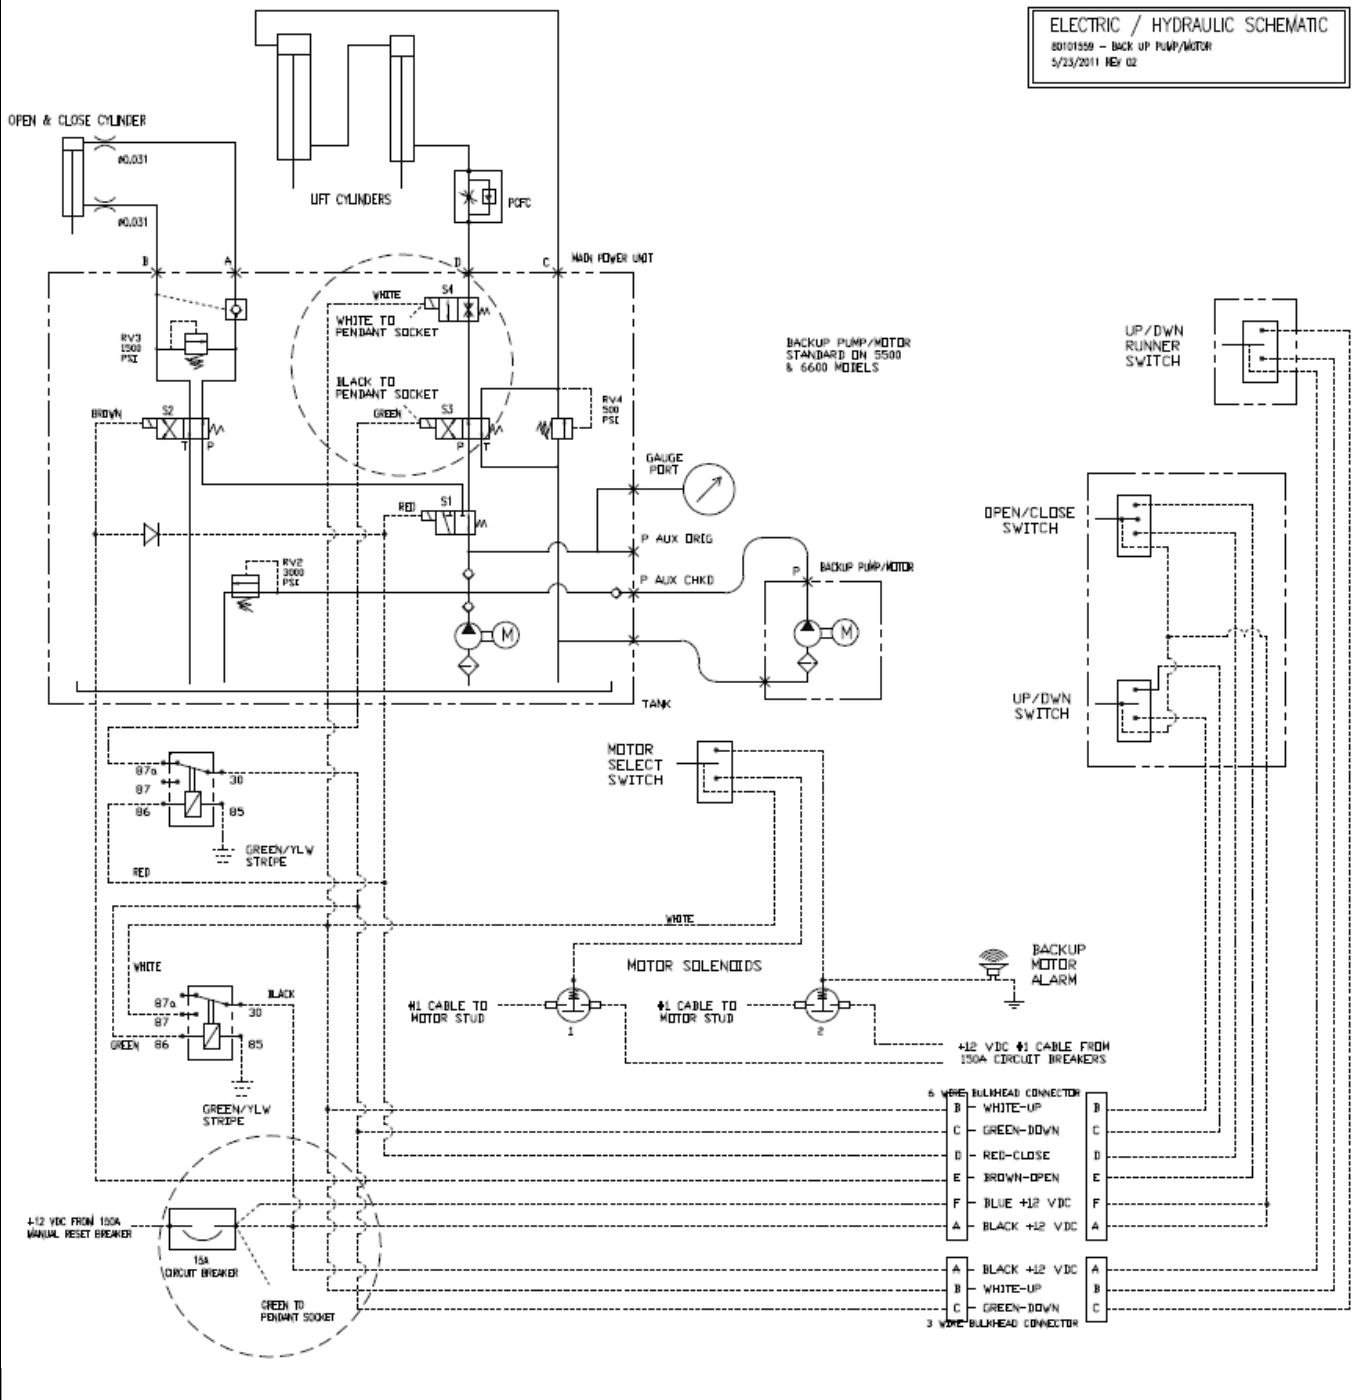 ELECTRIC / HYDRAULIC SCHEMATIC
80101559 - BACK UP PUMP/MOTOR
5/23/2011 REV 02
OPEN & CLOSE CYLINDER
ø0.031
ø0.031
LIFT CYLINDERS
PCFC
B
A
D
C
MAIN POWER UNIT
WHITE
S4
WHITE TO
PENDANT SOCKET
RV3
1500
PSI
BLACK TO
PENDANT SOCKET
BROWN
S2
T
P
GREEN
S3
P
T
RV4
500
PSI
BACKUP PUMP/MOTOR
STANDARD ON 5500
& 6600 MODELS
UP/DWN
RUNNER
SWITCH
GAUGE
PORT
RED
S1
OPEN/CLOSE
SWITCH
P AUX ORIG
RV2
3000
PSI
P AUX CHKD
P
BACKUP PUMP/MOTOR
M
M
TANK
UP/DWN
SWITCH
MOTOR
SELECT
SWITCH
87a
30
87
86
85
GREEN/YLW
STRIPE
RED
WHITE
WHITE
MOTOR SOLENOIDS
BACKUP
MOTOR
ALARM
87a
BLACK
30
87
GREEN
86
85
GREEN/YLW
STRIPE
#1 CABLE TO
MOTOR STUD
1
#1 CABLE TO
MOTOR STUD
2
+12 VDC #1 CABLE FROM
150A CIRCUIT BREAKERS
6 WIRE BULKHEAD CONNECTOR
B - WHITE-UP B
C - GREEN-DOWN C
D - RED-CLOSE D
E - BROWN-OPEN E
F - BLUE +12 VDC F
A - BLACK +12 VDC A
+12 VDC FROM 150A
MANUAL RESET BREAKER
15A
CIRCUIT BREAKER
GREEN TO
PENDANT SOCKET
A - BLACK +12 VDC A
B - WHITE-UP B
C - GREEN-DOWN C
3 WIRE BULKHEAD CONNECTOR